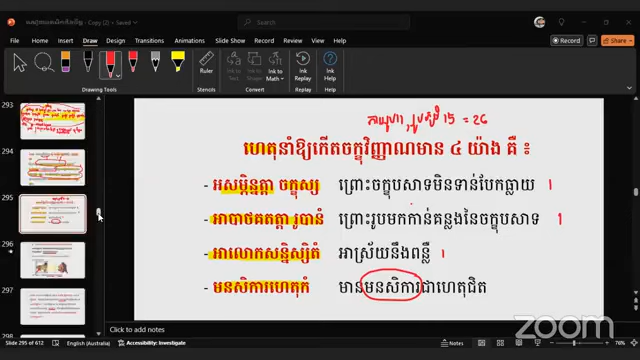 File Home Insert Draw Design Transitions Animations Slide Show Record Review View Help
Search
Record Share
Ruler Ink to Text Ink to Shape Ink to Math Ink Replay Ink Help
Drawing Tools Convert Replay Help
293
294
295
296
297
298
15 = 26
ហេតុនាំឱ្យកើតចក្ខុវិញ្ញាណមាន ៤ យ៉ាង គឺ ៖
- អសម្ភិន្នត្តា ចក្ខុស្ស ព្រោះចក្ខុបសាទមិនទាន់បែកធ្លាយ
- អាបាថគតត្តា រូបានំ ព្រោះរូបមកកាន់គន្លងនៃចក្ខុបសាទ
- អាលោកសន្និស្សិតំ អាស្រ័យនឹងពន្លឺ
- មនសិការហេតុកំ មានមនសិការជាហេតុជិត
Click to add notes
Slide 295 of 612 English (Australia) Accessibility: Investigate Notes 76%
zoom